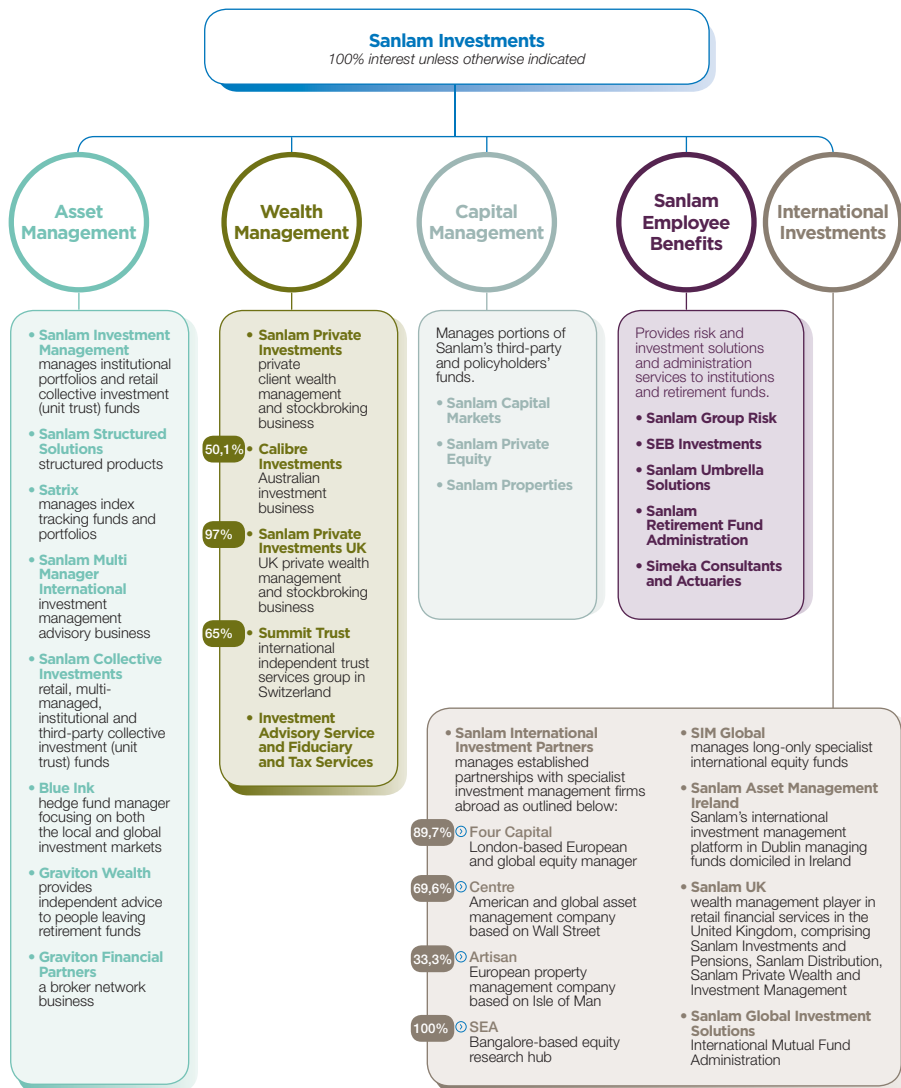 Sanlam Investments
100% interest unless otherwise indicated
Asset
Management
Wealth
Management
Capital
Management
Sanlam
Employee
Benefits
International
Investments
• Sanlam Investment
Management
manages institutional
portfolios and retail
collective investment
(unit trust) funds
• Sanlam Structured
Solutions
structured products
• Satrix
manages index
tracking funds and
portfolios
• Sanlam Multi
Manager
International
investment
management
advisory business
• Sanlam Collective
Investments
retail, multi-
managed,
institutional and
third-party collective
investment (unit
trust) funds
• Blue Ink
hedge fund manager
focusing on both
the local and global
investment markets
• Graviton Wealth
provides
independent advice
to people leaving
retirement funds
• Graviton Financial
Partners
a broker network
business
• Sanlam Private
Investments
private
client wealth
management
and stockbroking
business
50,1% • Calibre
Investments
Australian
investment
business
97% • Sanlam Private
Investments UK
UK private wealth
management
and stockbroking
business
65% • Summit Trust
international
independent trust
services group in
Switzerland
• Investment
Advisory Service
and Fiduciary
and Tax Services
Manages portions of
Sanlam's third-party
and policyholders'
funds.
• Sanlam Capital
Markets
• Sanlam Private
Equity
• Sanlam Properties
Provides risk and
investment solutions
and administration
services to institutions
and retirement funds.
• Sanlam Group Risk
• SEB Investments
• Sanlam Umbrella
Solutions
• Sanlam
Retirement Fund
Administration
• Simeka Consultants
and Actuaries
• Sanlam International
Investment Partners
manages established
partnerships with specialist
investment management firms
abroad as outlined below:
89,7% Four Capital
London-based European
and global equity manager
69,6% Centre
American and global asset
management company
based on Wall Street
33,3% Artisan
European property
management company
based on Isle of Man
100% SEA
Bangalore-based equity
research hub
• SIM Global
manages long-only specialist
international equity funds
• Sanlam Asset Management
Ireland
Sanlam's international
investment management
platform in Dublin managing
funds domiciled in Ireland
• Sanlam UK
wealth management player in
retail financial services in the
United Kingdom, comprising
Sanlam Investments and
Pensions, Sanlam Distribution,
Sanlam Private Wealth and
Investment Management
• Sanlam Global Investment
Solutions
International Mutual Fund
Administration